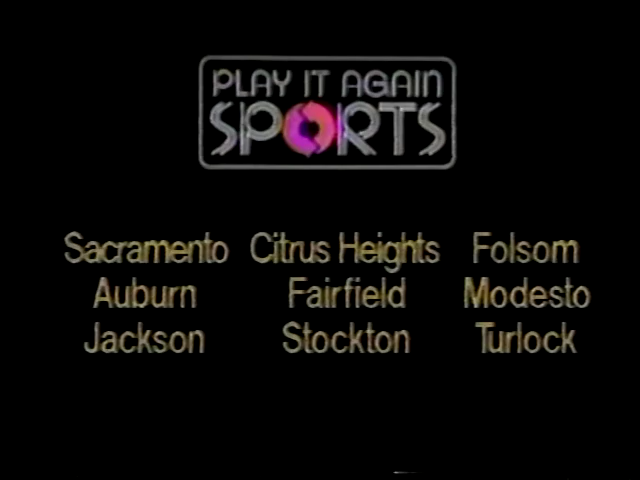 PLAY IT AGAIN
SPORTS
Sacramento Citrus Heights Folsom
Auburn Fairfield Modesto
Jackson Stockton Turlock